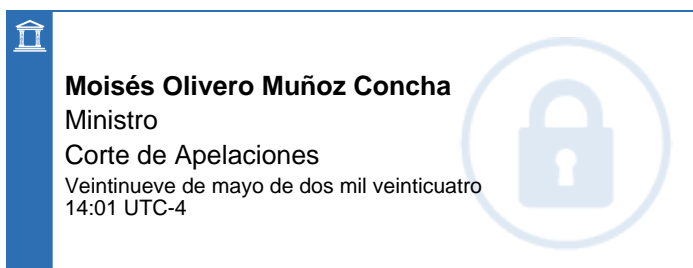 Moisés Olivero Muñoz Concha
Ministro
Corte de Apelaciones
Veintinueve de mayo de dos mil veinticuatro
14:01 UTC-4